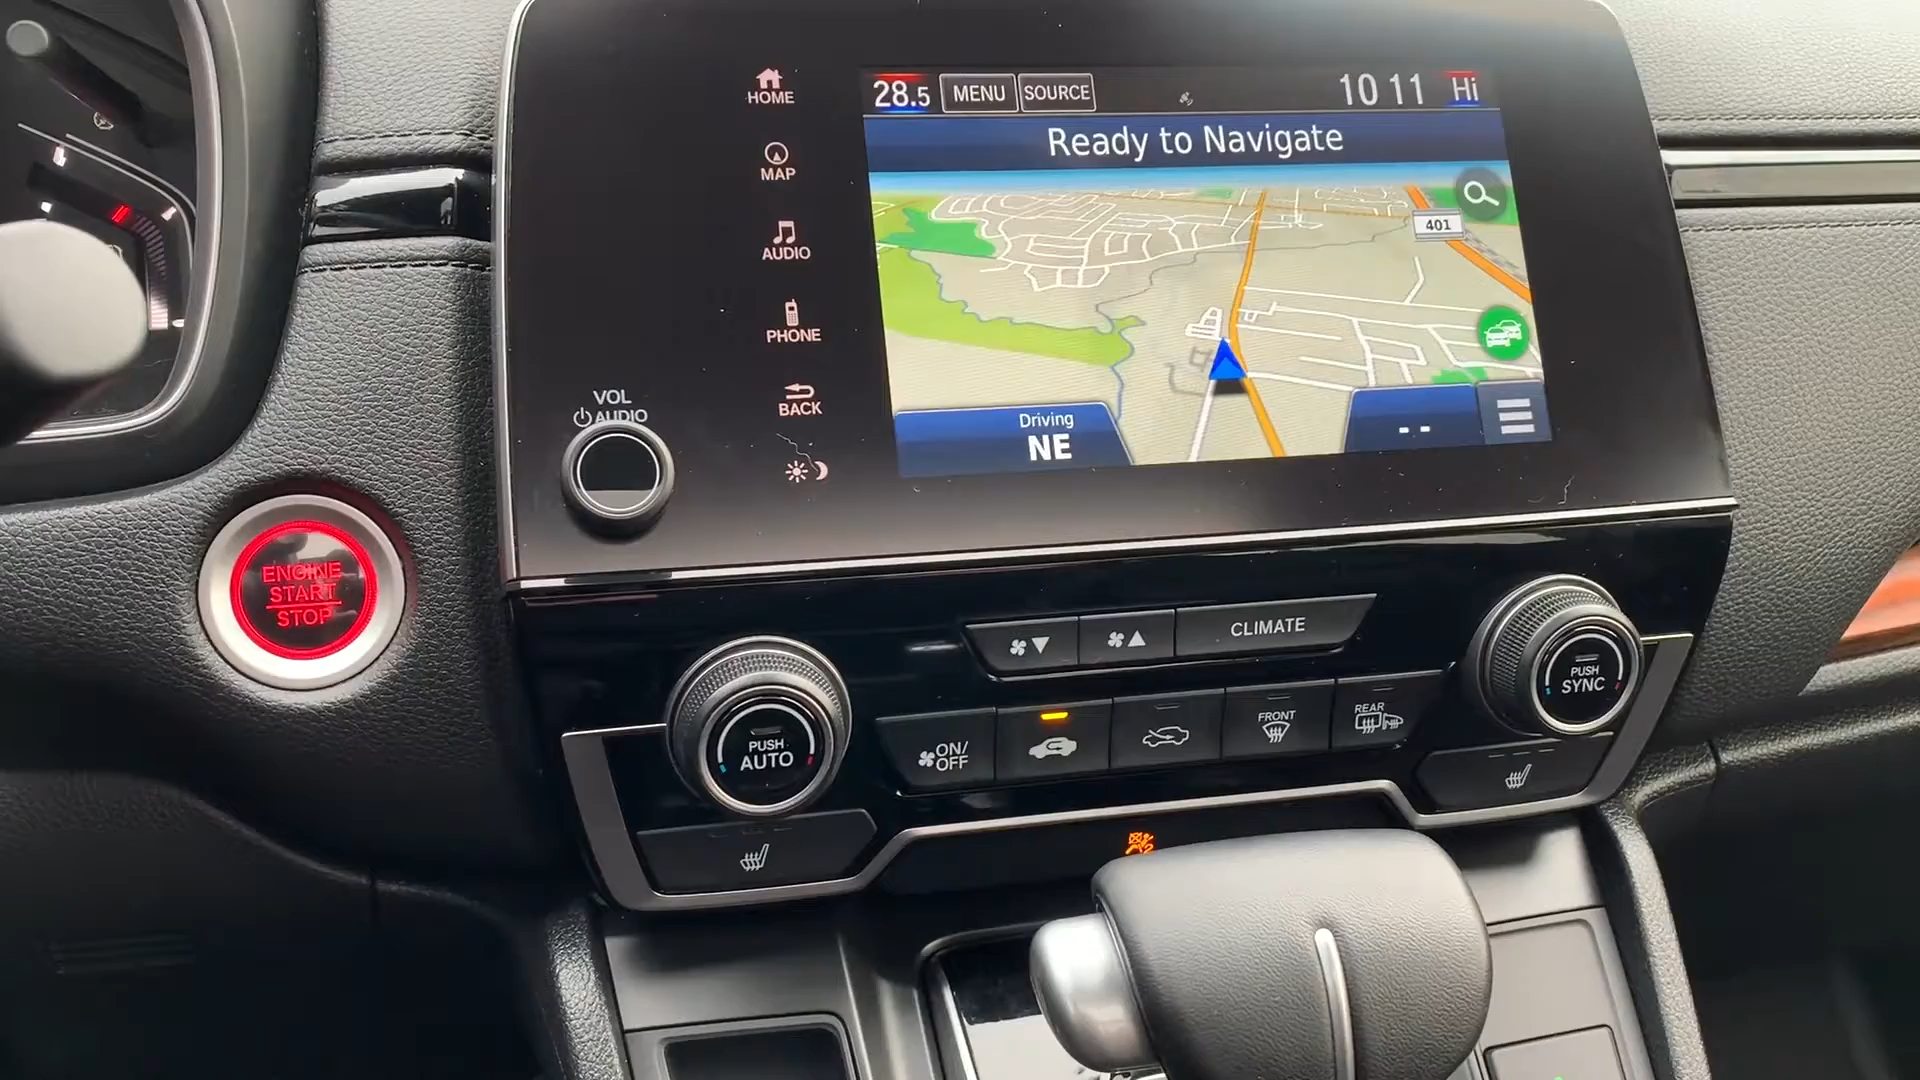 HOME
MAP
AUDIO
PHONE
BACK
VOL
AUDIO
28.5 MENU SOURCE 10 11 Hi
Ready to Navigate
401
Driving
NE
--
ENGINE
START
STOP
CLIMATE
PUSH
AUTO
ON/
OFF
FRONT
REAR
PUSH
SYNC